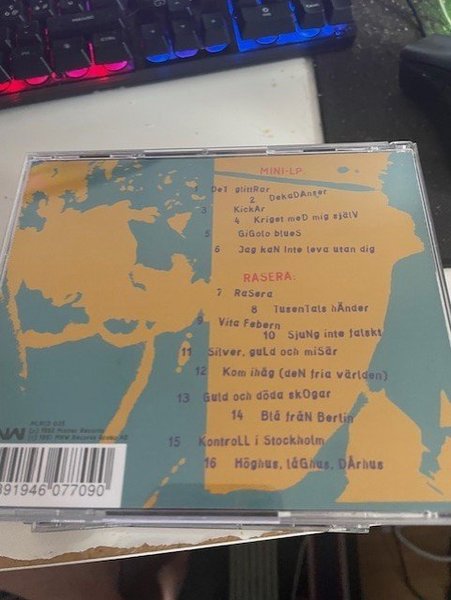 MINI-LP.
1 Det glittRar
2 DekaDAnser
3 KickAr
4 Kriget meD mig själV
5 GiGolo blueS
6 Jag kaN Inte leva utan dig
RASERA.
7 RaSera
8 TusenTals hÄnder
9 Vita Febern
10 SjuNg inte falskt
11 Silver, guLd och miSär
12 Kom ihåg (deN fria världen)
13 Guld och döda skOgar
14 Blå fråN Berlin
15 KontroLL i Stockholm
16 Höghus, låGhus, DÅrhus
MNW
391946 077090